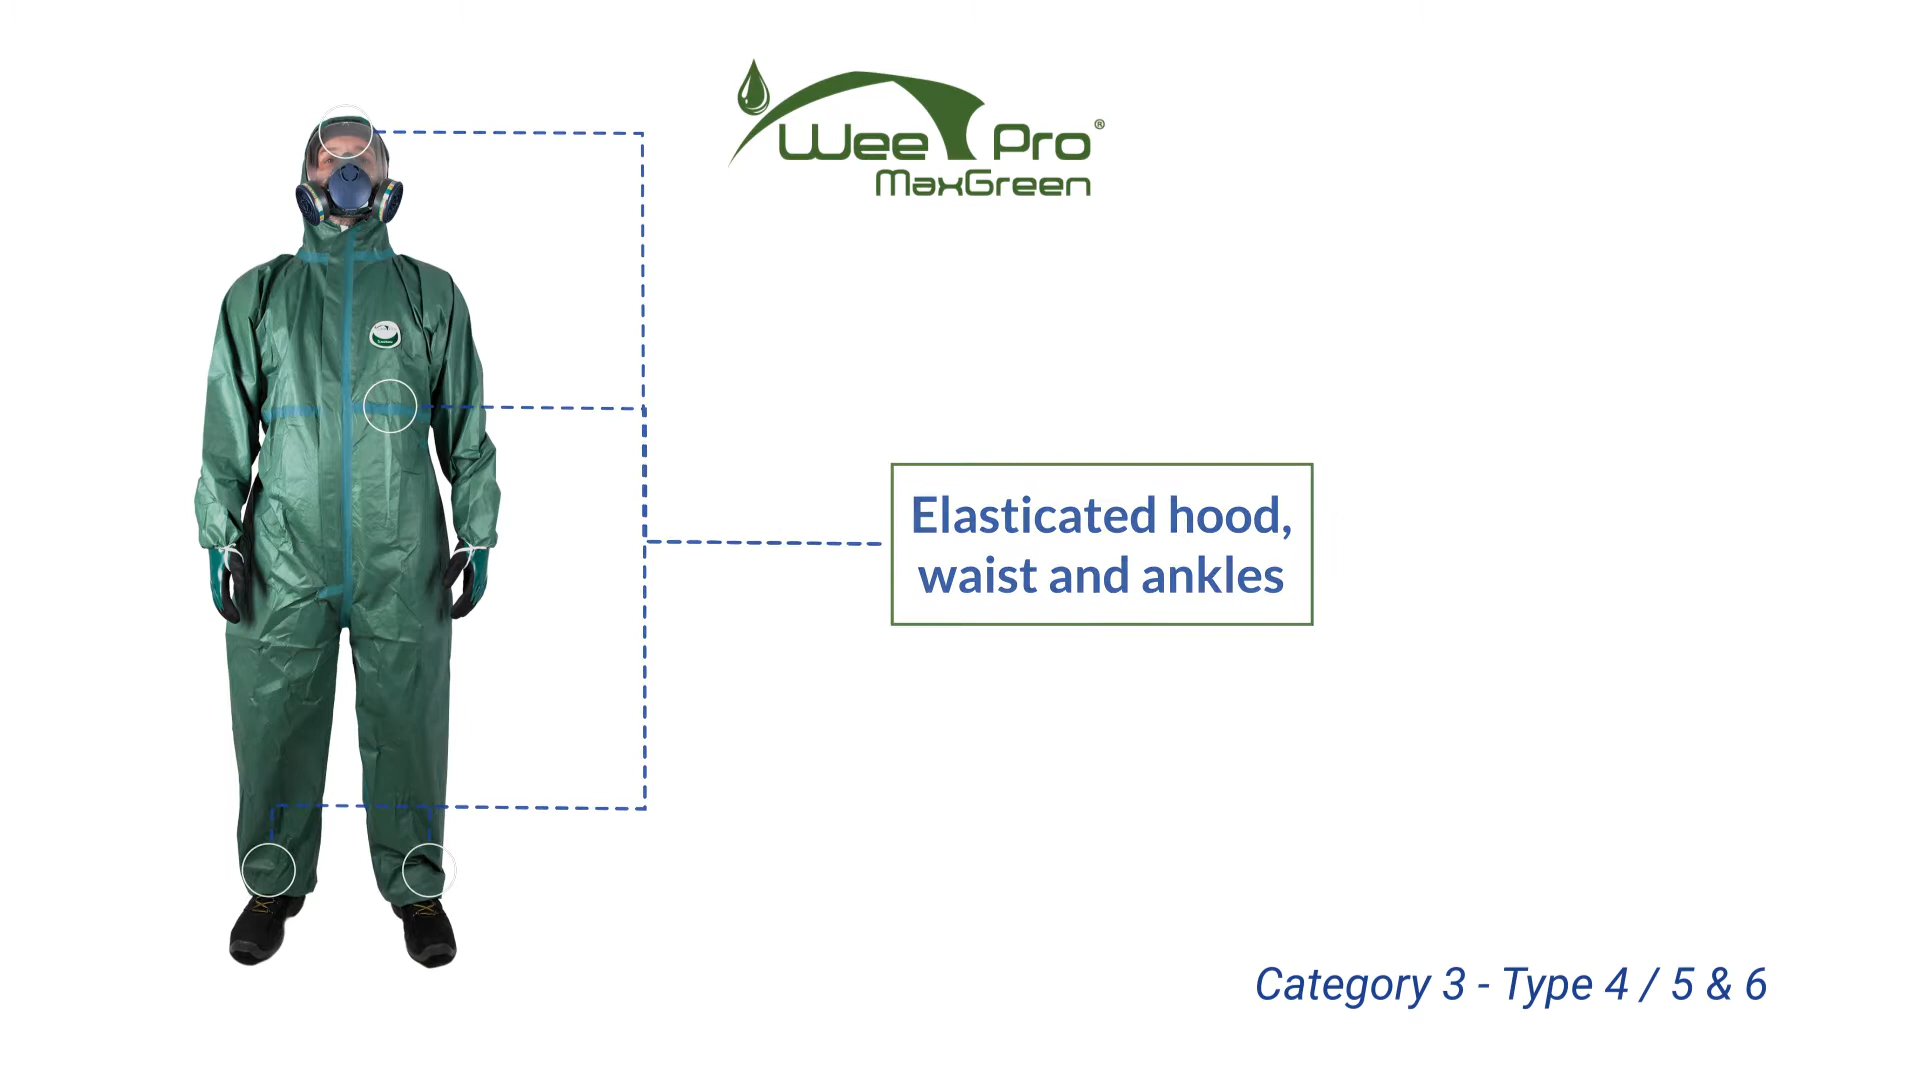 Wee Pro®
MaxGreen
Elasticated hood,
waist and ankles
Category 3 - Type 4 / 5 & 6